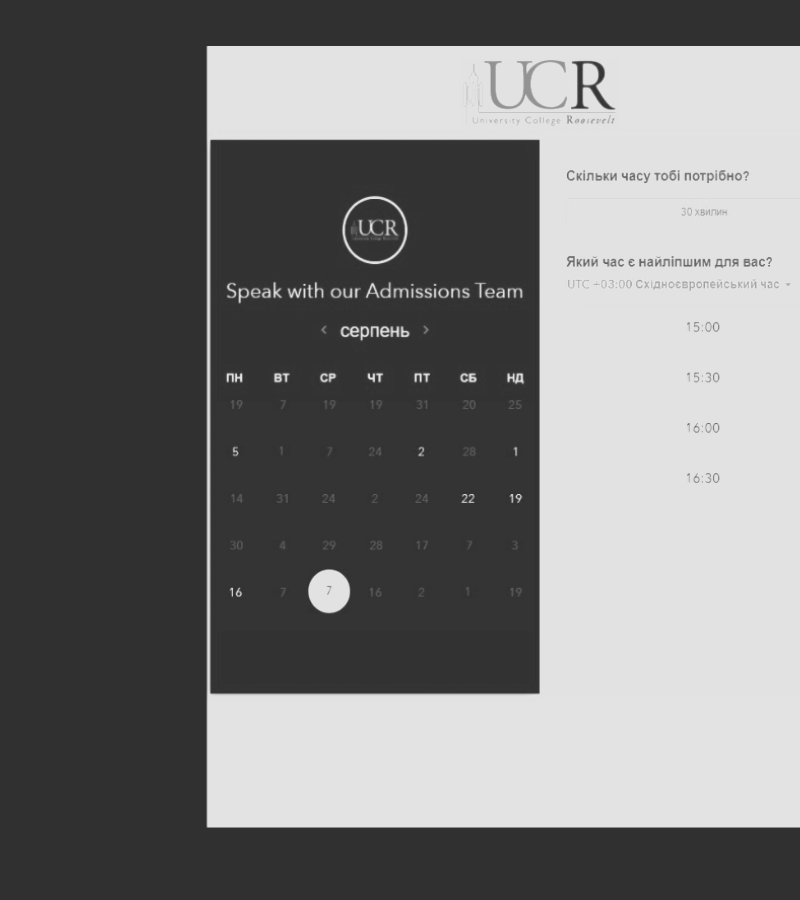 UCR
University College Roosevelt
UCR
Speak with our Admissions Team
‹ серпень ›
ПН ВТ СР ЧТ ПТ СБ НД
19 7 19 19 31 20 25
5 1 7 24 2 28 1
14 31 24 2 24 22 19
30 4 29 28 17 7 3
16 7 7 16 2 1 19
Скільки часу тобі потрібно?
30 хвилин
Який час є найліпшим для вас?
UTC +03:00 Східноєвропейський час
15:00
15:30
16:00
16:30